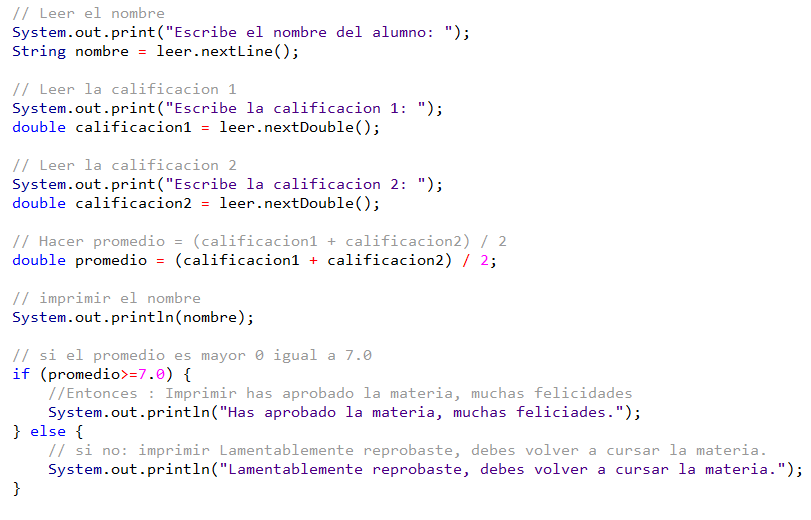 // Leer el nombre
System.out.print("Escribe el nombre del alumno: ");
String nombre = leer.nextLine();
// Leer la calificacion 1
System.out.print("Escribe la calificacion 1: ");
double calificacion1 = leer.nextDouble();
// Leer la calificacion 2
System.out.print("Escribe la calificacion 2: ");
double calificacion2 = leer.nextDouble();
// Hacer promedio = (calificacion1 + calificacion2) / 2
double promedio = (calificacion1 + calificacion2) / 2;
// imprimir el nombre
System.out.println(nombre);
// si el promedio es mayor 0 igual a 7.0
if (promedio>=7.0) {
    //Entonces : Imprimir has aprobado la materia, muchas felicidades
    System.out.println("Has aprobado la materia, muchas feliciades.");
} else {
    // si no: imprimir Lamentablemente reprobaste, debes volver a cursar la materia.
    System.out.println("Lamentablemente reprobaste, debes volver a cursar la materia.");
}